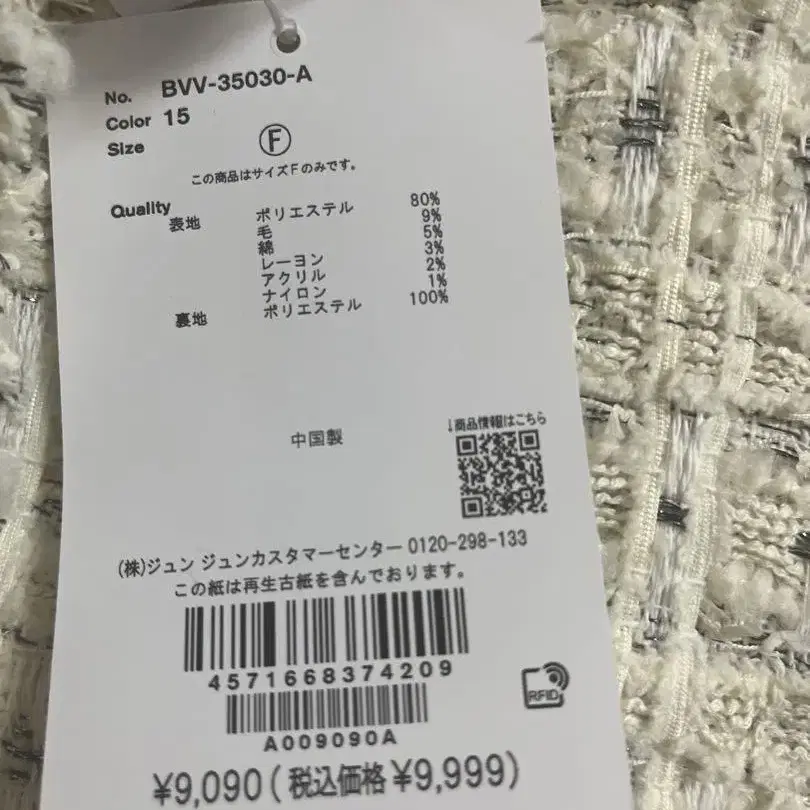 No. BVV-35030-A
Color 15
Size Ⓕ
この商品はサイズFのみです。
Quality
表地 ポリエステル 80%
毛 9%
綿 5%
レーヨン 3%
アクリル 2%
ナイロン 1%
裏地 ポリエステル 100%
中国製
↓商品情報はこちら
(株)ジュン ジュンカスタマーセンター 0120-298-133
この紙は再生古紙を含んでおります。
4571668374209
RFID
A009090A
¥9,090(税込価格¥9,999)